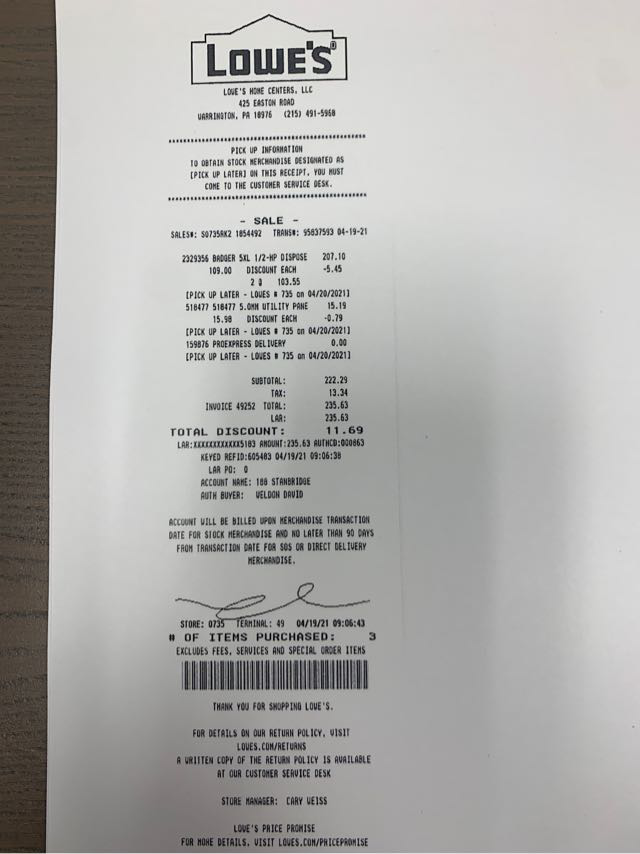 LOWE'S®
LOWE'S HOME CENTERS, LLC
425 EASTON ROAD
WARRINGTON, PA 18976 (215) 491-5968
PICK UP INFORMATION
TO OBTAIN STOCK MERCHANDISE DESIGNATED AS
[PICK UP LATER] ON THIS RECEIPT, YOU MUST
COME TO THE CUSTOMER SERVICE DESK.
- SALE -
SALES#: S0735RK2 1854492 TRANS#: 95837593 04-19-21
2329356 BADGER 5XL 1/2-HP DISPOSE 207.10
109.00 DISCOUNT EACH -5.45
2 @ 103.55
[PICK UP LATER - LOWES # 735 on 04/20/2021]
518477 518477 5.0MM UTILITY PANE 15.19
15.98 DISCOUNT EACH -0.79
[PICK UP LATER - LOWES # 735 on 04/20/2021]
159876 PROEXPRESS DELIVERY 0.00
[PICK UP LATER - LOWES # 735 on 04/20/2021]
SUBTOTAL: 222.29
TAX: 13.34
INVOICE 49252 TOTAL: 235.63
LAR: 235.63
TOTAL DISCOUNT: 11.69
LAR:XXXXXXXXXXXX5183 AMOUNT:235.63 AUTHCD:000863
KEYED REFID:605483 04/19/21 09:06:38
LAR PO: 0
ACCOUNT NAME: 188 STANBRIDGE
AUTH BUYER: WELDON DAVID
ACCOUNT WILL BE BILLED UPON MERCHANDISE TRANSACTION
DATE FOR STOCK MERCHANDISE AND NO LATER THAN 90 DAYS
FROM TRANSACTION DATE FOR SOS OR DIRECT DELIVERY
MERCHANDISE.
STORE: 0735 TERMINAL: 49 04/19/21 09:06:43
# OF ITEMS PURCHASED: 3
EXCLUDES FEES, SERVICES AND SPECIAL ORDER ITEMS
THANK YOU FOR SHOPPING LOWE'S.
FOR DETAILS ON OUR RETURN POLICY, VISIT
LOWES.COM/RETURNS
A WRITTEN COPY OF THE RETURN POLICY IS AVAILABLE
AT OUR CUSTOMER SERVICE DESK
STORE MANAGER: CARY WEISS
LOWE'S PRICE PROMISE
FOR MORE DETAILS, VISIT LOWES.COM/PRICEPROMISE